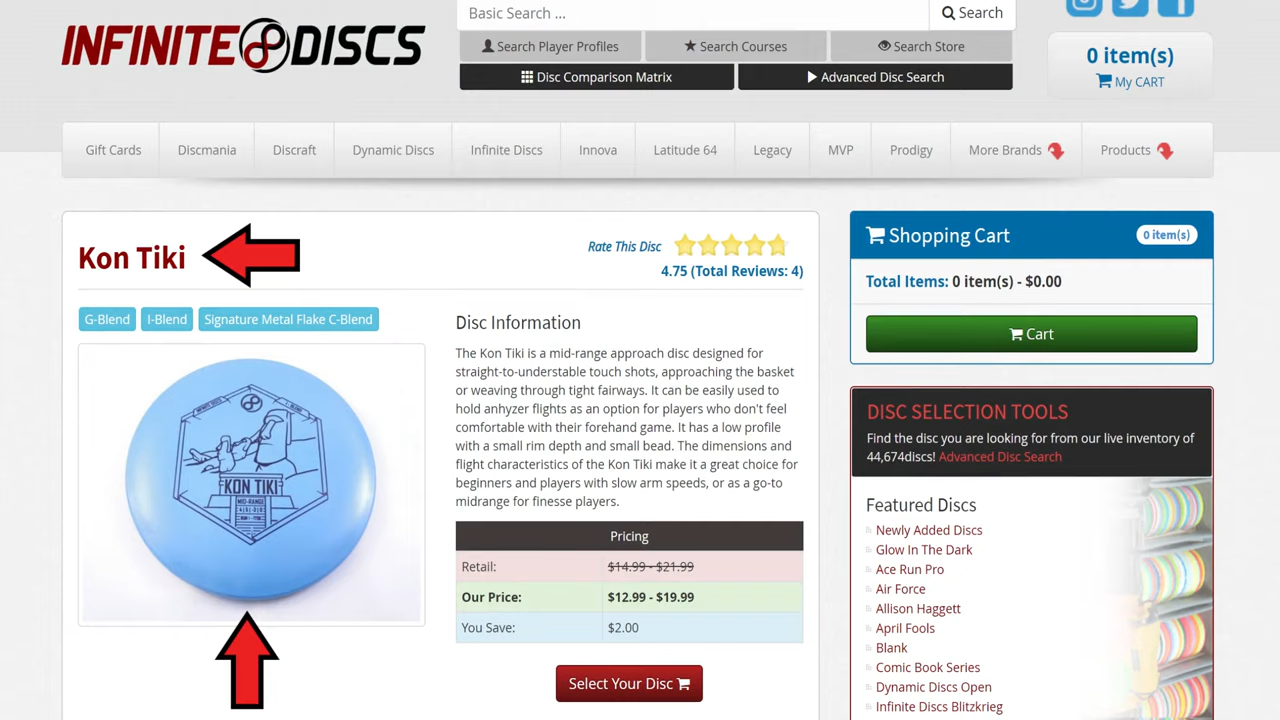 INFINITE DISCS
Basic Search ...
Search
Search Player Profiles
Search Courses
Search Store
Disc Comparison Matrix
Advanced Disc Search
0 item(s)
My CART
Gift Cards
Discmania
Discraft
Dynamic Discs
Infinite Discs
Innova
Latitude 64
Legacy
MVP
Prodigy
More Brands
Products
Kon Tiki
Rate This Disc
4.75 (Total Reviews: 4)
G-Blend
I-Blend
Signature Metal Flake C-Blend
KON TIKI
MID-RANGE
Disc Information
The Kon Tiki is a mid-range approach disc designed for
straight-to-understable touch shots, approaching the basket
or weaving through tight fairways. It can be easily used to
hold anhyzer flights as an option for players who don't feel
comfortable with their forehand game. It has a low profile
with a small rim depth and small bead. The dimensions and
flight characteristics of the Kon Tiki make it a great choice for
beginners and players with slow arm speeds, or as a go-to
midrange for finesse players.
Pricing
Retail: $14.99 - $21.99
Our Price: $12.99 - $19.99
You Save: $2.00
Select Your Disc
Shopping Cart
0 item(s)
Total Items: 0 item(s) - $0.00
Cart
DISC SELECTION TOOLS
Find the disc you are looking for from our live inventory of
44,674discs! Advanced Disc Search
Featured Discs
Newly Added Discs
Glow In The Dark
Ace Run Pro
Air Force
Allison Haggett
April Fools
Blank
Comic Book Series
Dynamic Discs Open
Infinite Discs Blitzkrieg